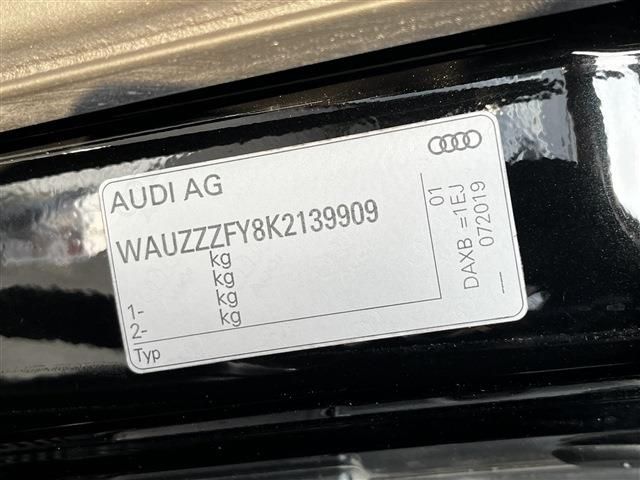 AUDI AG
WAUZZZFY8K2139909
kg
kg
1- kg
2- kg
Typ
01
DAXB =1EJ
072019